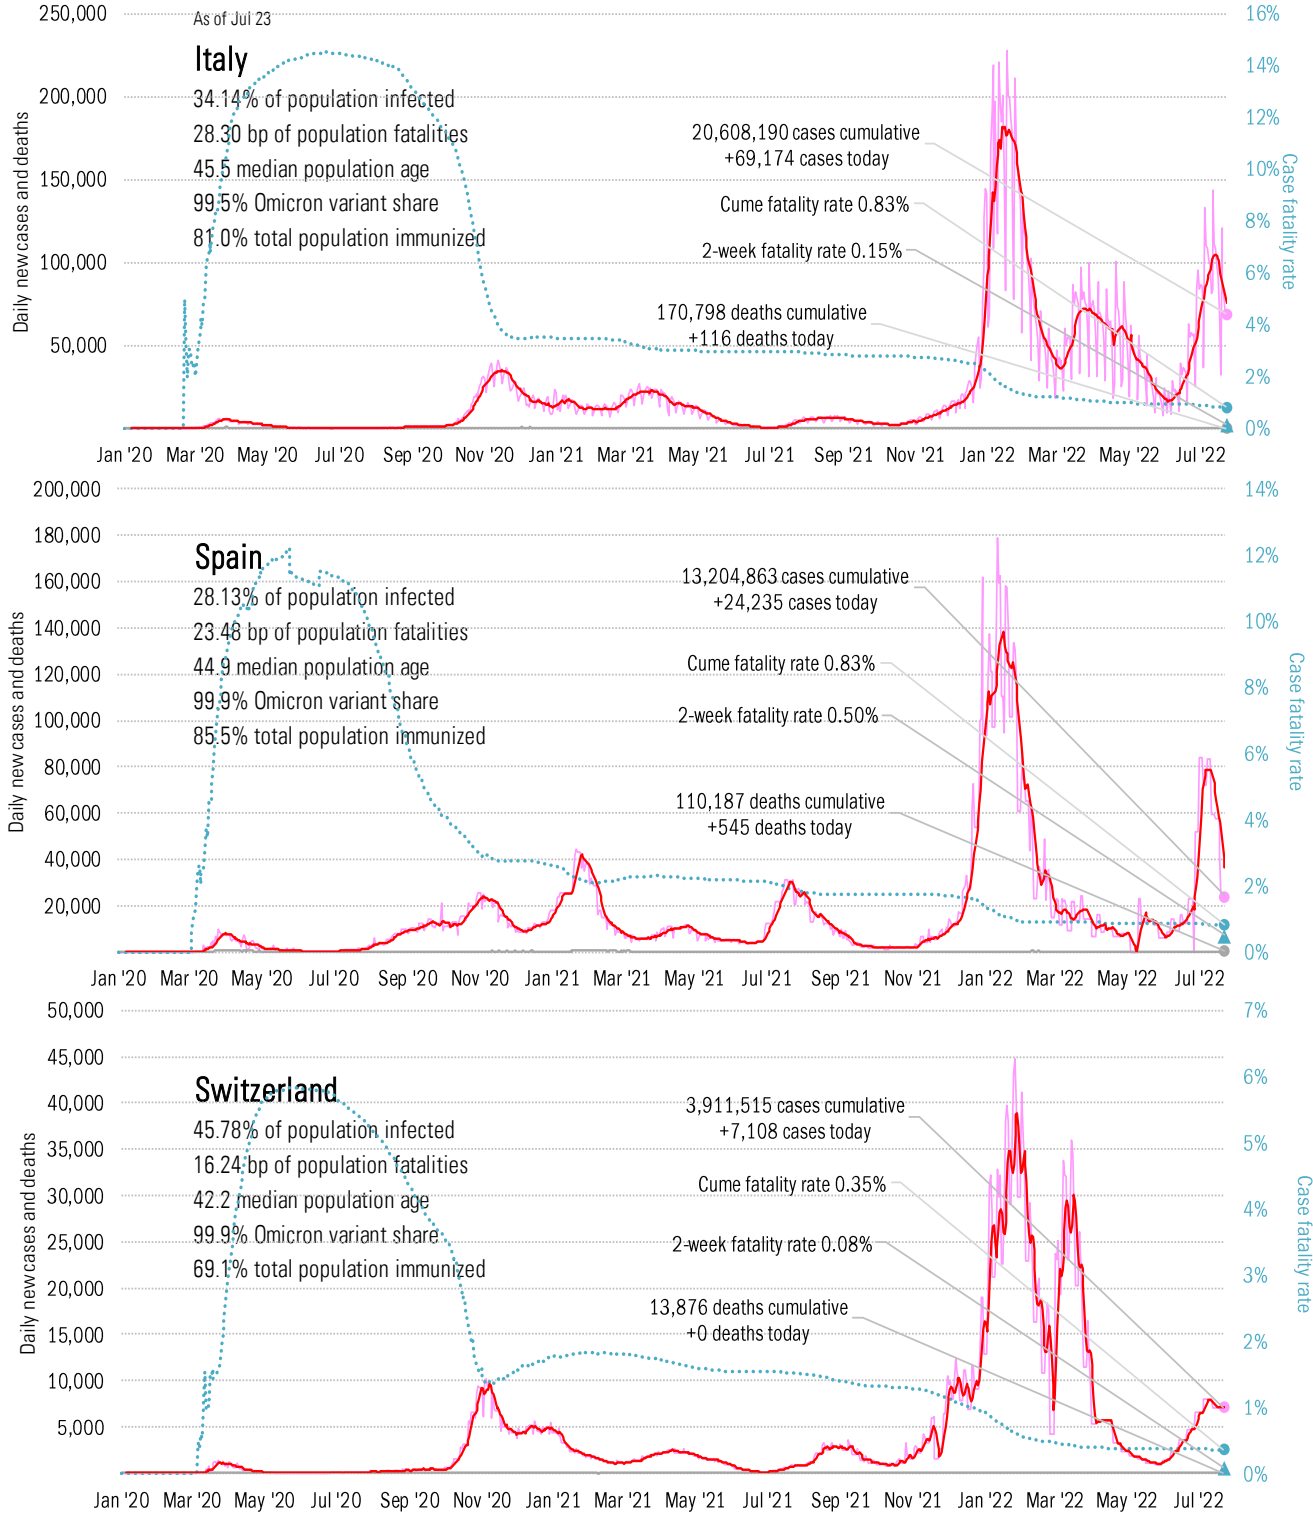 250,000
As of Jul 23
16%
Italy
14%
34.14% of population infected
200,000
28.30 bp of population fatalities
12%
20,608,190 cases cumulative
+69,174 cases today
45.5 median population age
150,000
10%
99.5% Omicron variant share
Cume fatality rate 0.83%
8%
81.0% total population immunized
2-week fatality rate 0.15%
100,000
6%
170,798 deaths cumulative
+116 deaths today
4%
50,000
2%
0%
Daily new cases and deaths
Case fatality rate
Jan '20 Mar '20 May '20 Jul '20 Sep '20 Nov '20 Jan '21 Mar '21 May '21 Jul '21 Sep '21 Nov '21 Jan '22 Mar '22 May '22 Jul '22
200,000
14%
180,000
Spain
12%
160,000
13,204,863 cases cumulative
+24,235 cases today
28.13% of population infected
140,000
10%
23.48 bp of population fatalities
44.9 median population age
Cume fatality rate 0.83%
120,000
8%
99.9% Omicron variant share
100,000
2-week fatality rate 0.50%
85.5% total population immunized
80,000
6%
110,187 deaths cumulative
+545 deaths today
60,000
4%
40,000
2%
20,000
0%
Daily new cases and deaths
Case fatality rate
Jan '20 Mar '20 May '20 Jul '20 Sep '20 Nov '20 Jan '21 Mar '21 May '21 Jul '21 Sep '21 Nov '21 Jan '22 Mar '22 May '22 Jul '22
50,000
7%
45,000
6%
Switzerland
40,000
3,911,515 cases cumulative
+7,108 cases today
45.78% of population infected
35,000
5%
16.24 bp of population fatalities
42.2 median population age
Cume fatality rate 0.35%
30,000
4%
99.9% Omicron variant share
25,000
2-week fatality rate 0.08%
69.1% total population immunized
20,000
3%
13,876 deaths cumulative
+0 deaths today
15,000
2%
10,000
1%
5,000
0%
Daily new cases and deaths
Case fatality rate
Jan '20 Mar '20 May '20 Jul '20 Sep '20 Nov '20 Jan '21 Mar '21 May '21 Jul '21 Sep '21 Nov '21 Jan '22 Mar '22 May '22 Jul '22